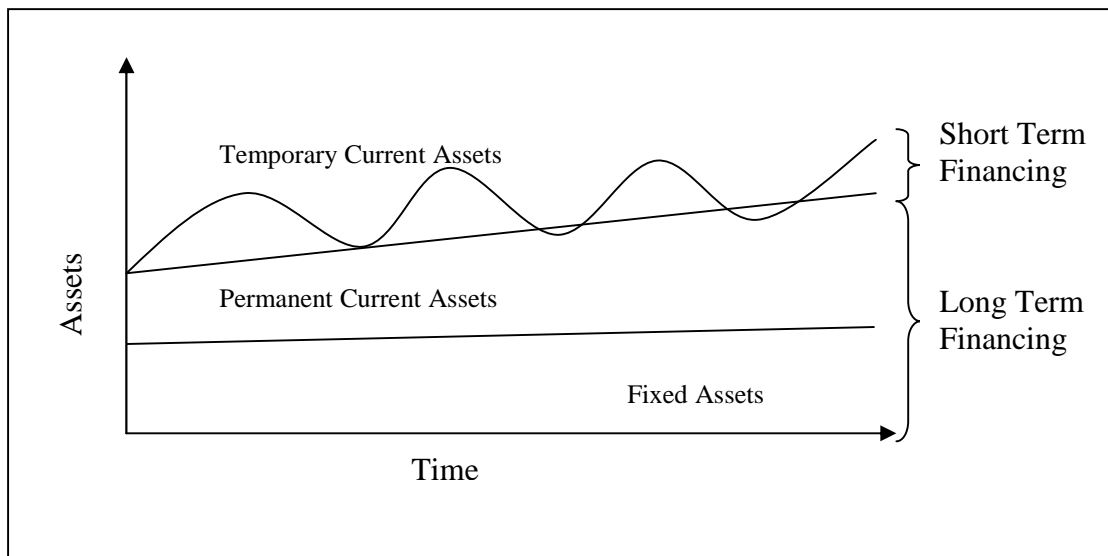 Temporary Current Assets
Short Term
Financing
Assets
Permanent Current Assets
Long Term
Financing
Fixed Assets
Time